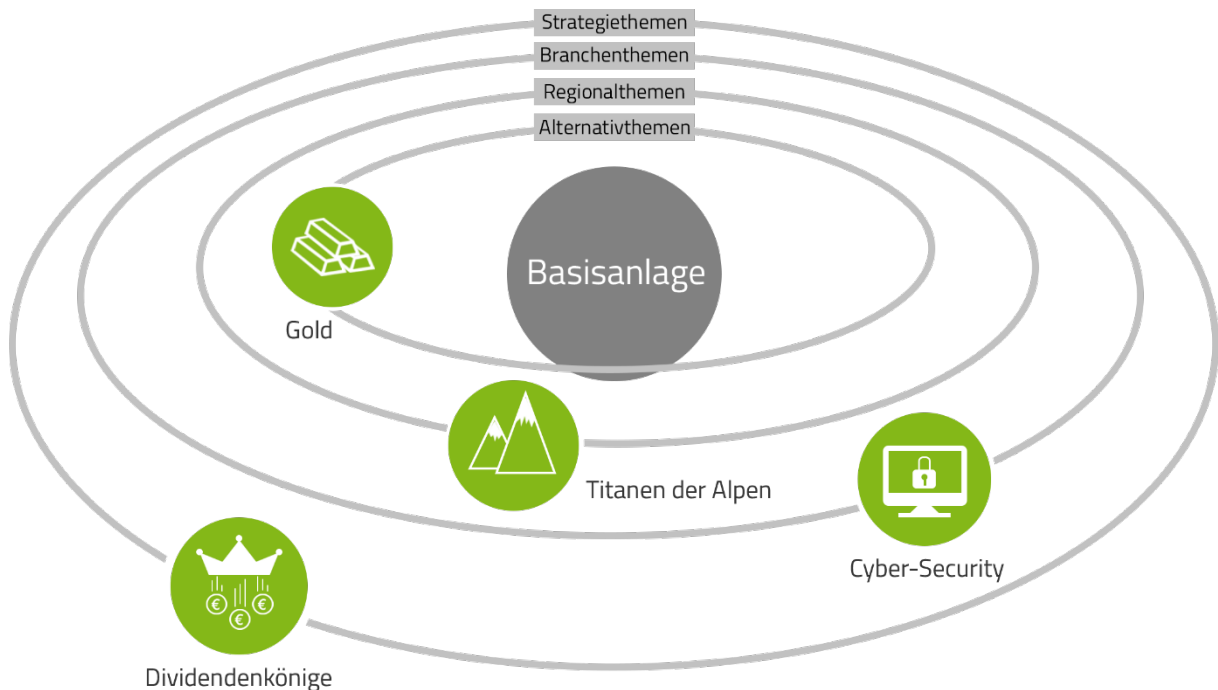 Strategiethemen
Branchenthemen
Regionalthemen
Alternativthemen
Basisanlage
Gold
Titanen der Alpen
Cyber-Security
€ € €
Dividendenkönige